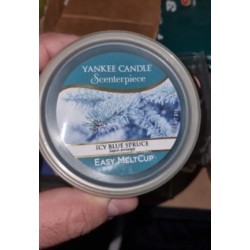 YANKEE CANDLE
Scenterpiece
ICY BLUE SPRUCE
EASY MELTCUP